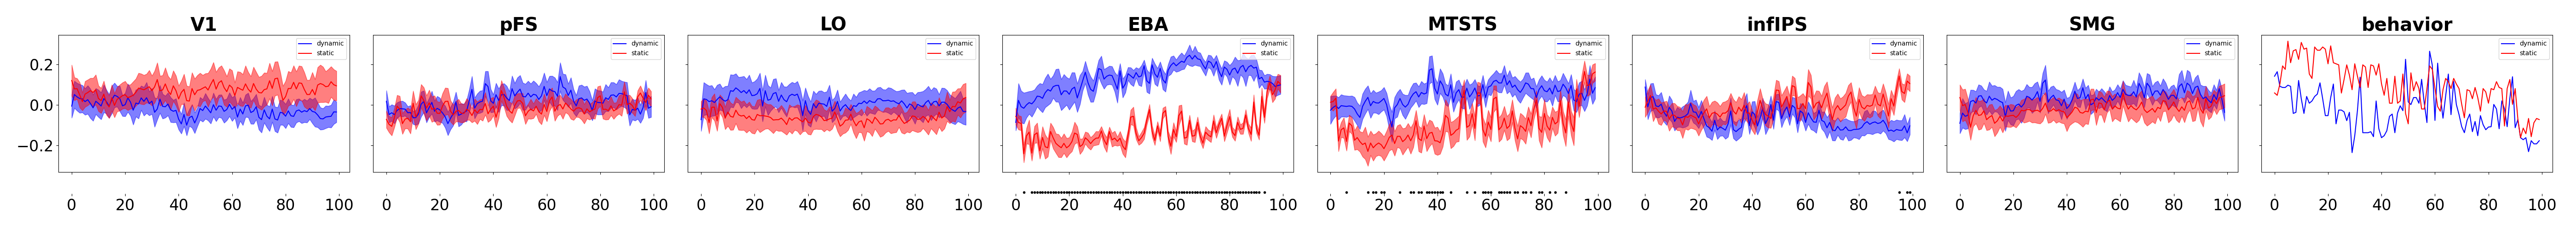 V1 pFS LO EBA MTSTS infIPS SMG behavior
dynamic dynamic dynamic dynamic dynamic dynamic dynamic dynamic
static static static static static static static static
0.2
0.0
−0.2
0 20 40 60 80 100 0 20 40 60 80 100 0 20 40 60 80 100 0 20 40 60 80 100 0 20 40 60 80 100 0 20 40 60 80 100 0 20 40 60 80 100 0 20 40 60 80 100